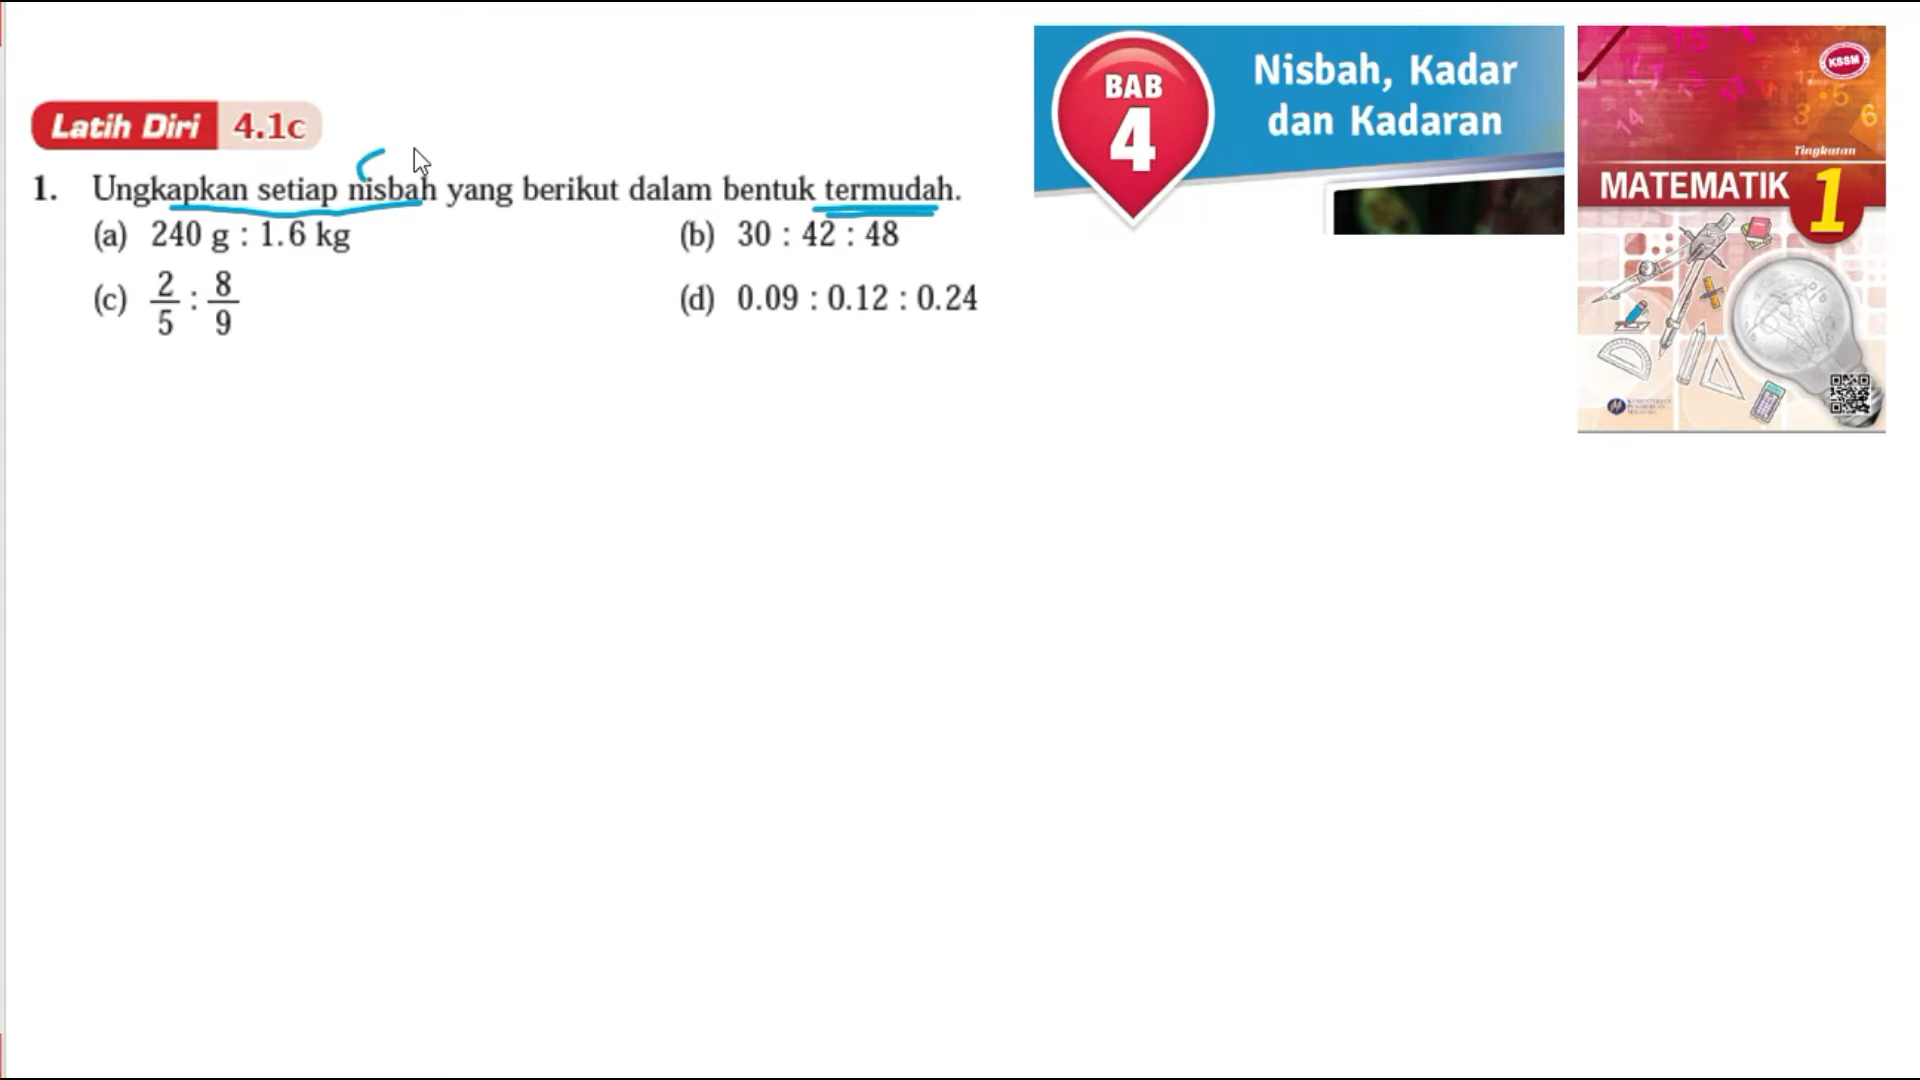 Latih Diri 4.1c
1. Ungkapkan setiap nisbah yang berikut dalam bentuk termudah.
(a) 240 g : 1.6 kg
(b) 30 : 42 : 48
(c) 2/5 : 8/9
(d) 0.09 : 0.12 : 0.24
BAB
4
Nisbah, Kadar
dan Kadaran
KSSM
Tingkatan
MATEMATIK 1